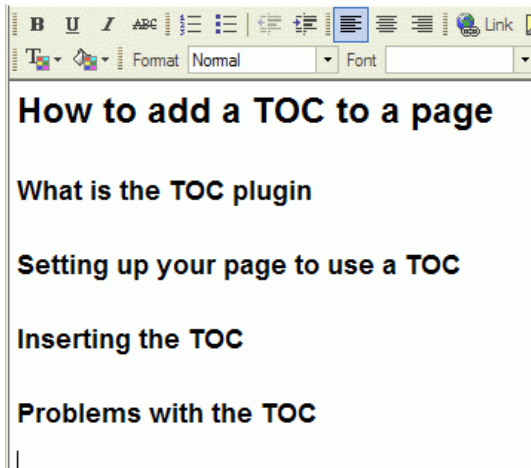 B U I ABC Link
Format Normal Font
How to add a TOC to a page
What is the TOC plugin
Setting up your page to use a TOC
Inserting the TOC
Problems with the TOC